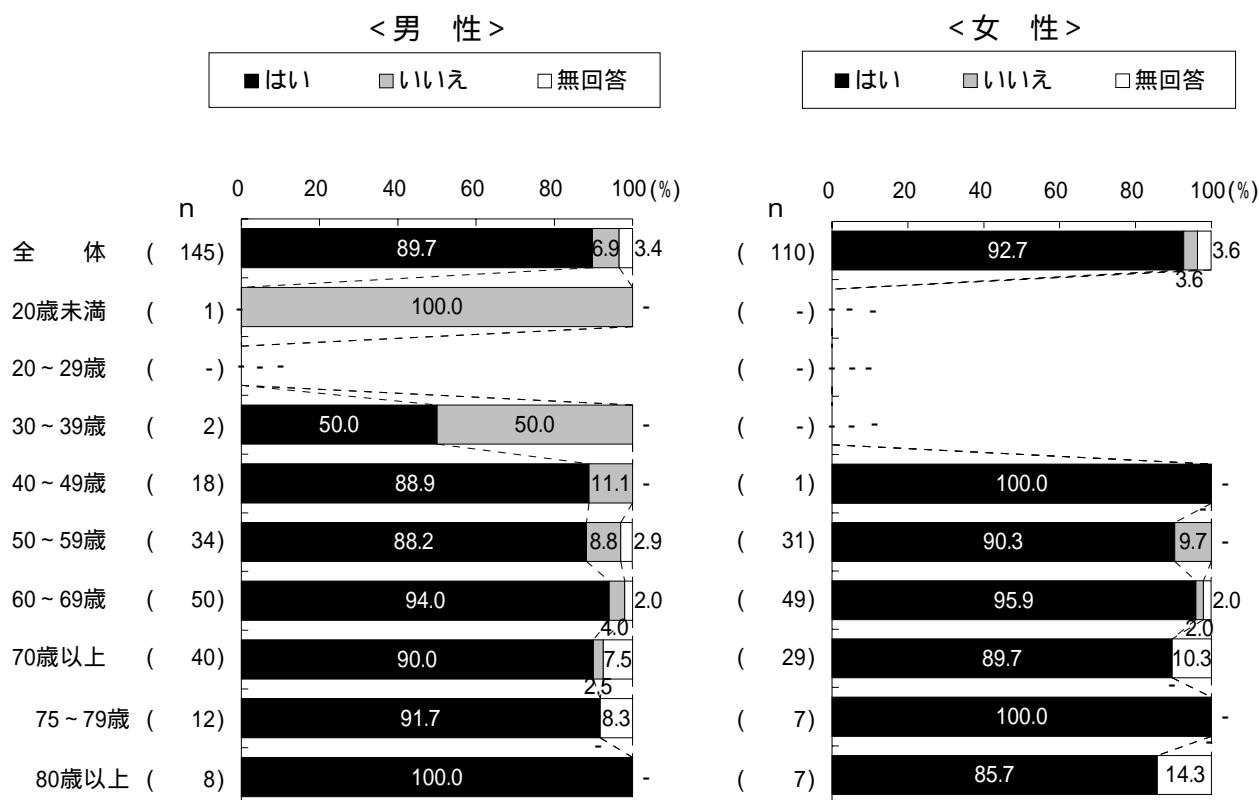 ＜男　性＞　＜女　性＞
■はい　■いいえ　□無回答　■はい　■いいえ　□無回答
0　20　40　60　80　100(%)　0　20　40　60　80　100(%)
n　n
全　体　( 145)　89.7　6.9　3.4　( 110)　92.7　3.6　3.6
20歳未満　( 1)　-　100.0　-　( -)　-　-　-
20～29歳　( -)　-　-　-　( -)　-　-　-
30～39歳　( 2)　50.0　50.0　-　( -)　-　-　-
40～49歳　( 18)　88.9　11.1　-　( 1)　100.0　-　-
50～59歳　( 34)　88.2　8.8　2.9　( 31)　90.3　9.7　-
60～69歳　( 50)　94.0　4.0　2.0　( 49)　95.9　2.0　2.0
70歳以上　( 40)　90.0　2.5　7.5　( 29)　89.7　-　10.3
75～79歳　( 12)　91.7　-　8.3　( 7)　100.0　-　-
80歳以上　( 8)　100.0　-　( 7)　85.7　14.3